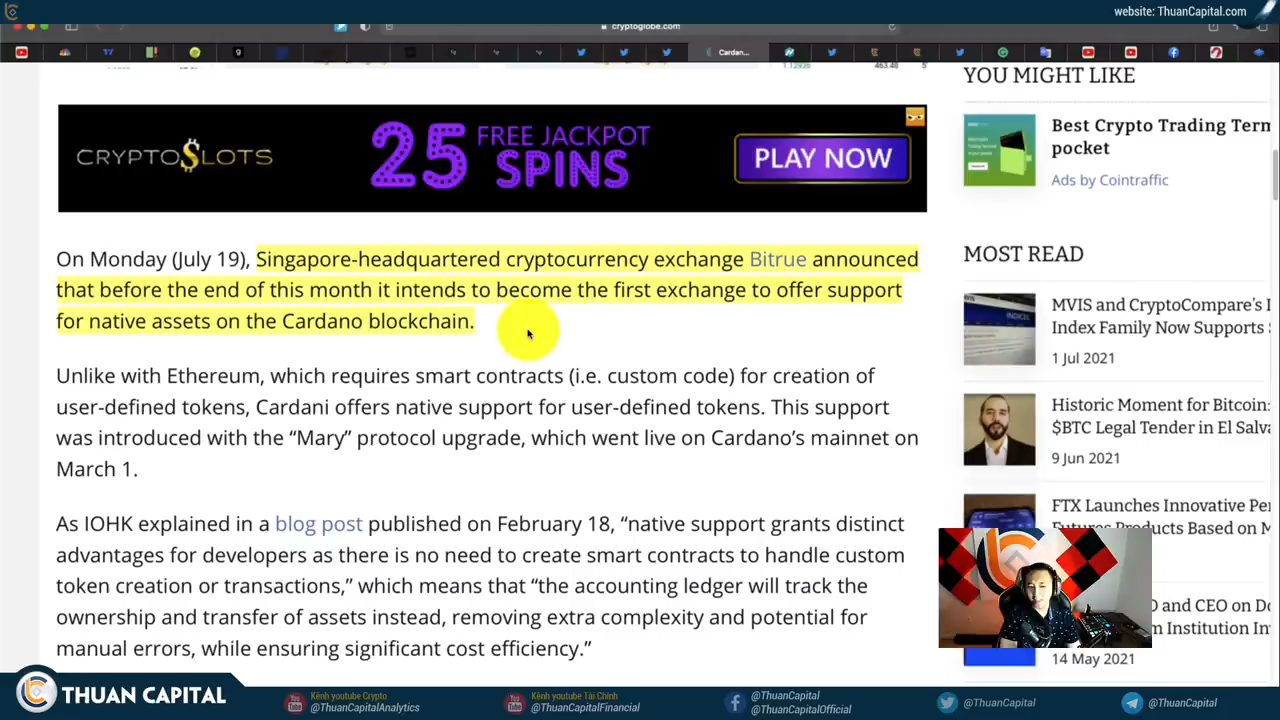 website: ThuanCapital.com
cryptoglobe.com
Cardan...
463.48
YOU MIGHT LIKE
CRYPTO$LOTS
25 FREE JACKPOT
SPINS
PLAY NOW
Best Crypto Trading Term
pocket
Ads by Cointraffic
On Monday (July 19), Singapore-headquartered cryptocurrency exchange Bitrue announced
that before the end of this month it intends to become the first exchange to offer support
for native assets on the Cardano blockchain.
MOST READ
MVIS and CryptoCompare's
Index Family Now Supports
1 Jul 2021
Unlike with Ethereum, which requires smart contracts (i.e. custom code) for creation of
user-defined tokens, Cardani offers native support for user-defined tokens. This support
was introduced with the “Mary” protocol upgrade, which went live on Cardano’s mainnet on
March 1.
Historic Moment for Bitcoin:
$BTC Legal Tender in El Salva
9 Jun 2021
As IOHK explained in a blog post published on February 18, “native support grants distinct
advantages for developers as there is no need to create smart contracts to handle custom
token creation or transactions,” which means that “the accounting ledger will track the
ownership and transfer of assets instead, removing extra complexity and potential for
manual errors, while ensuring significant cost efficiency.”
FTX Launches Innovative Per
Futures Products Based on M
and CEO on Do
m Institution Inv
14 May 2021
THUAN CAPITAL
Kênh youtube Crypto
@ThuanCapitalAnalytics
Kênh youtube Tài Chính
@ThuanCapitalFinancial
@ThuanCapital
@ThuanCapitalOfficial
@ThuanCapital
@ThuanCapital